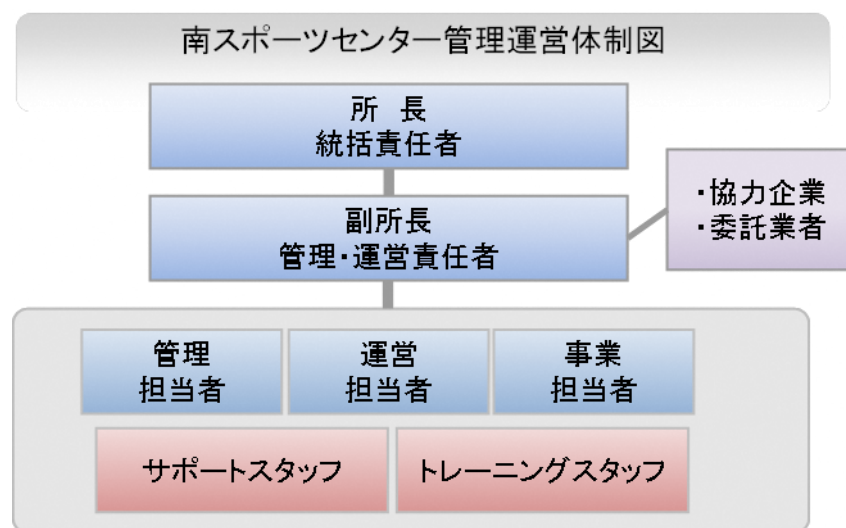 南スポーツセンター管理運営体制図
所 長
統括責任者
副所長
管理・運営責任者
・協力企業
・委託業者
管理
担当者
運営
担当者
事業
担当者
サポートスタッフ
トレーニングスタッフ